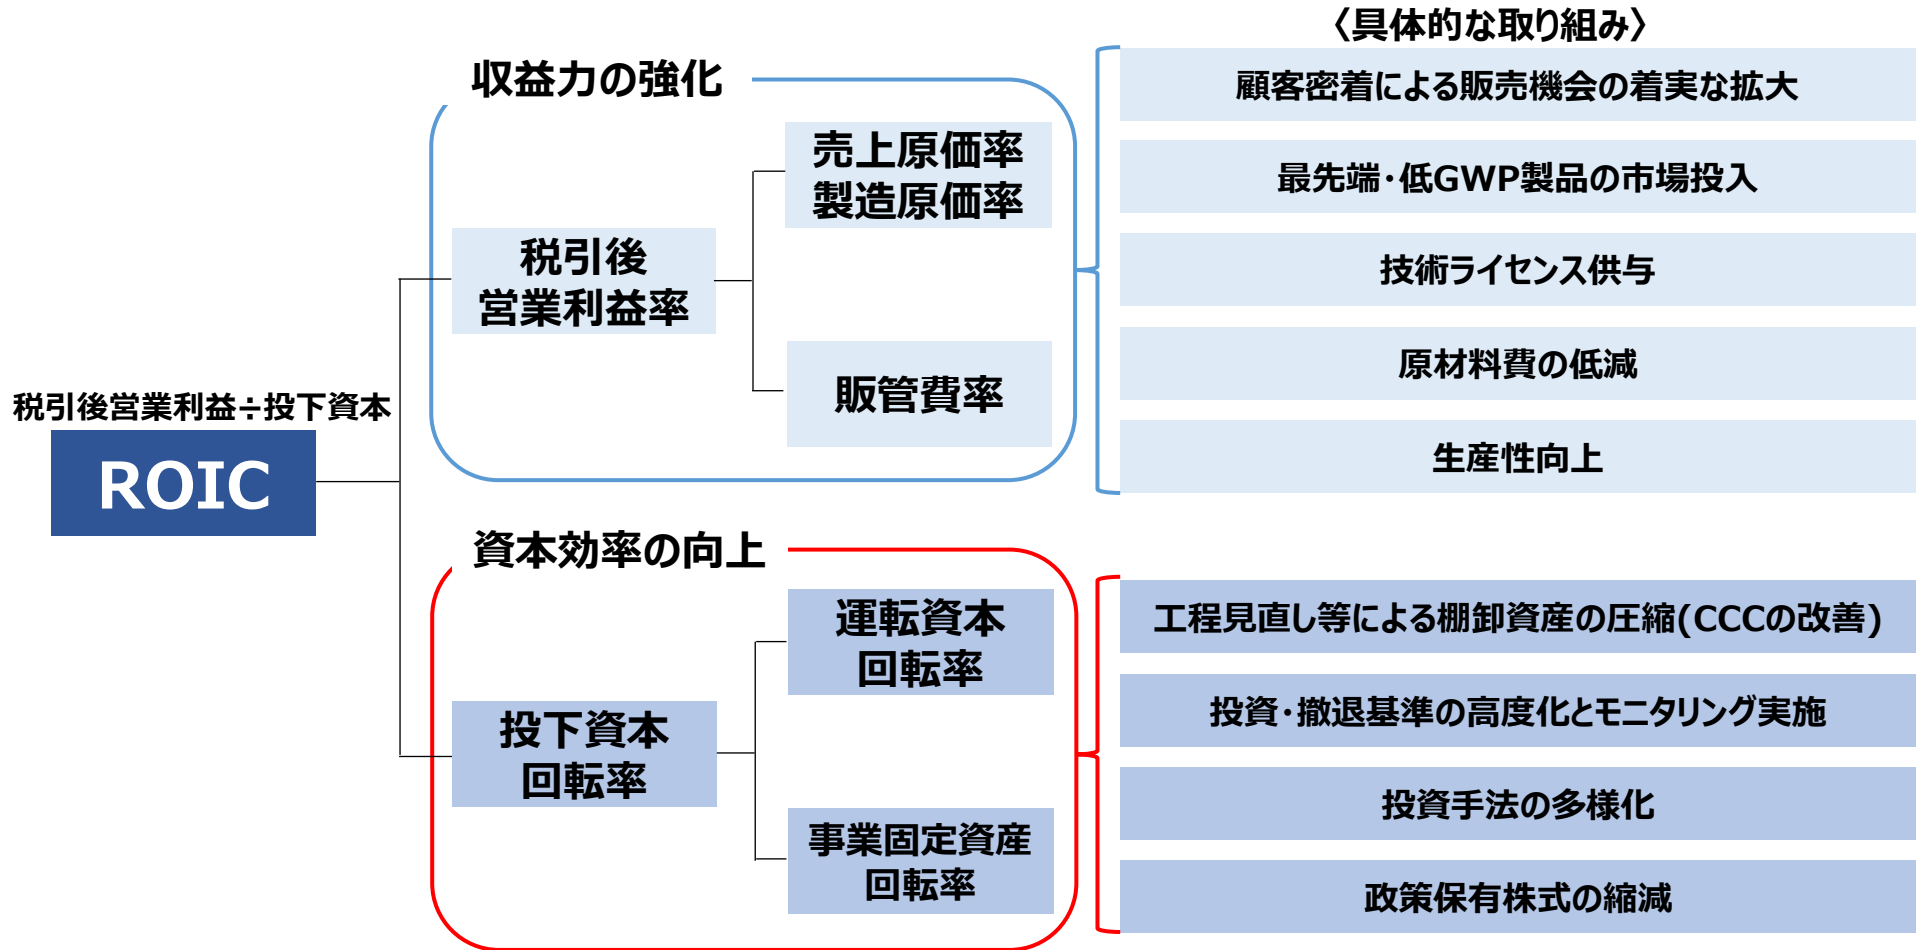 〈具体的な取り組み〉
収益力の強化
顧客密着による販売機会の着実な拡大
売上原価率
製造原価率
最先端・低GWP製品の市場投入
税引後
営業利益率
技術ライセンス供与
販管費率
原材料費の低減
生産性向上
税引後営業利益÷投下資本
ROIC
資本効率の向上
運転資本
回転率
工程見直し等による棚卸資産の圧縮(CCCの改善)
投資・撤退基準の高度化とモニタリング実施
投下資本
回転率
投資手法の多様化
事業固定資産
回転率
政策保有株式の縮減